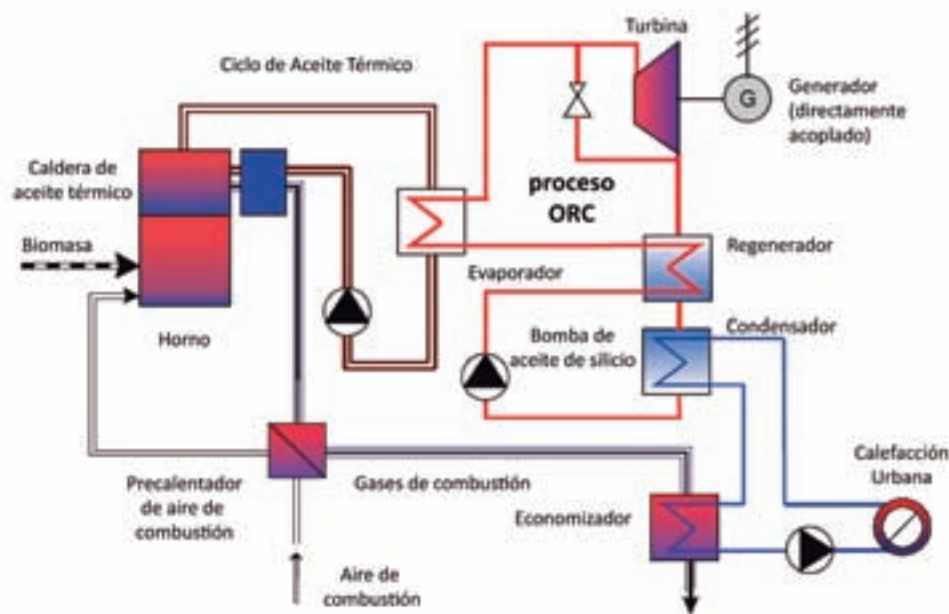 Turbina
Ciclo de Aceite Térmico
G
Generador
(directamente
acoplado)
Caldera de
aceite térmico
proceso
ORC
Biomasa
Regenerador
Evaporador
Horno
Bomba de
aceite de silicio
Condensador
Precalentador
de aire de
combustión
Gases de combustión
Calefacción
Urbana
Economizador
Aire de
combustión